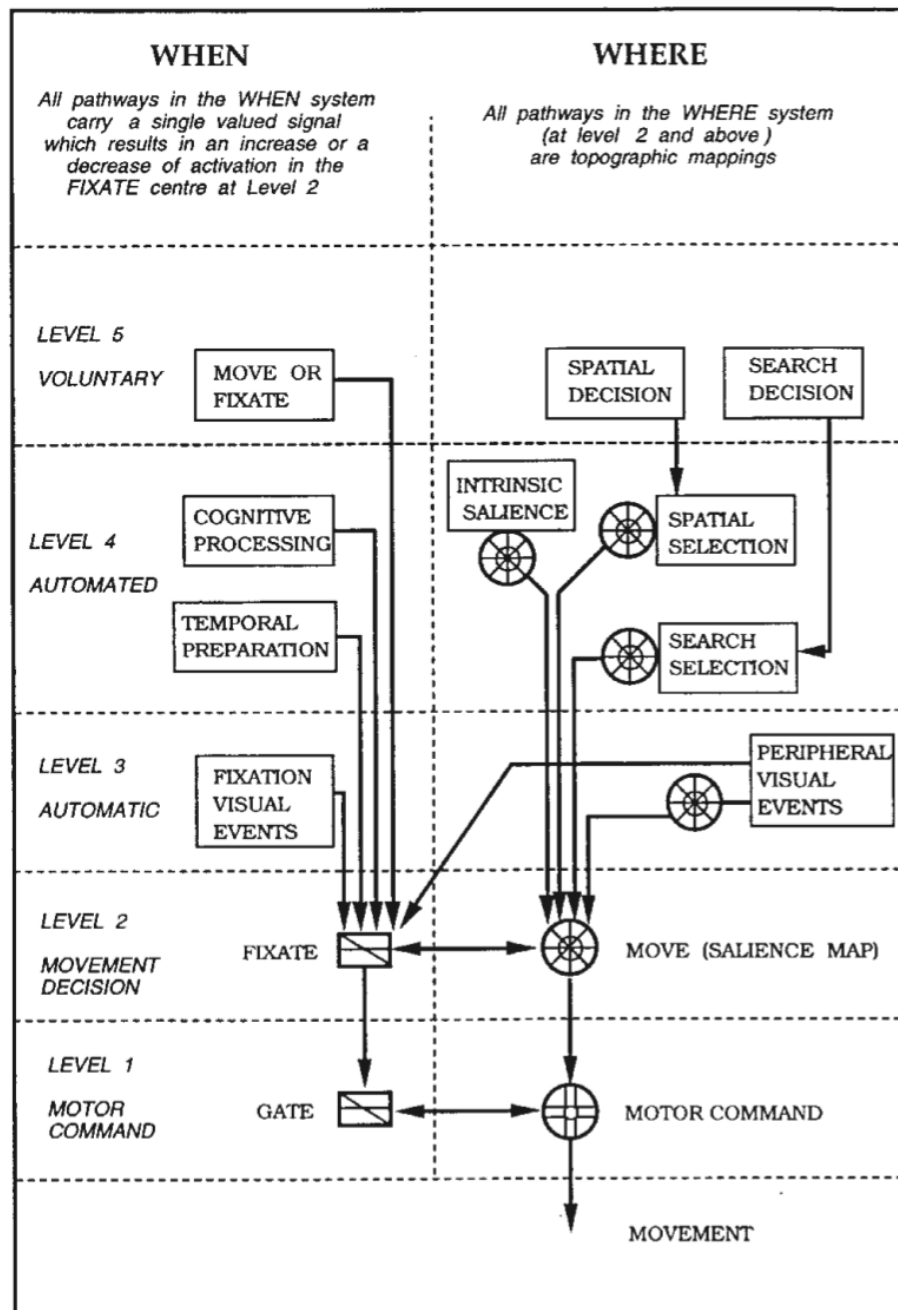 WHEN
All pathways in the WHEN system
carry a single valued signal
which results in an increase or a
decrease of activation in the
FIXATE centre at Level 2
WHERE
All pathways in the WHERE system
(at level 2 and above)
are topographic mappings
LEVEL 5
VOLUNTARY
MOVE OR
FIXATE
SPATIAL
DECISION
SEARCH
DECISION
LEVEL 4
AUTOMATED
COGNITIVE
PROCESSING
TEMPORAL
PREPARATION
INTRINSIC
SALIENCE
SPATIAL
SELECTION
SEARCH
SELECTION
LEVEL 3
AUTOMATIC
FIXATION
VISUAL
EVENTS
PERIPHERAL
VISUAL
EVENTS
LEVEL 2
MOVEMENT
DECISION
FIXATE
MOVE (SALIENCE MAP)
LEVEL 1
MOTOR
COMMAND
GATE
MOTOR COMMAND
MOVEMENT